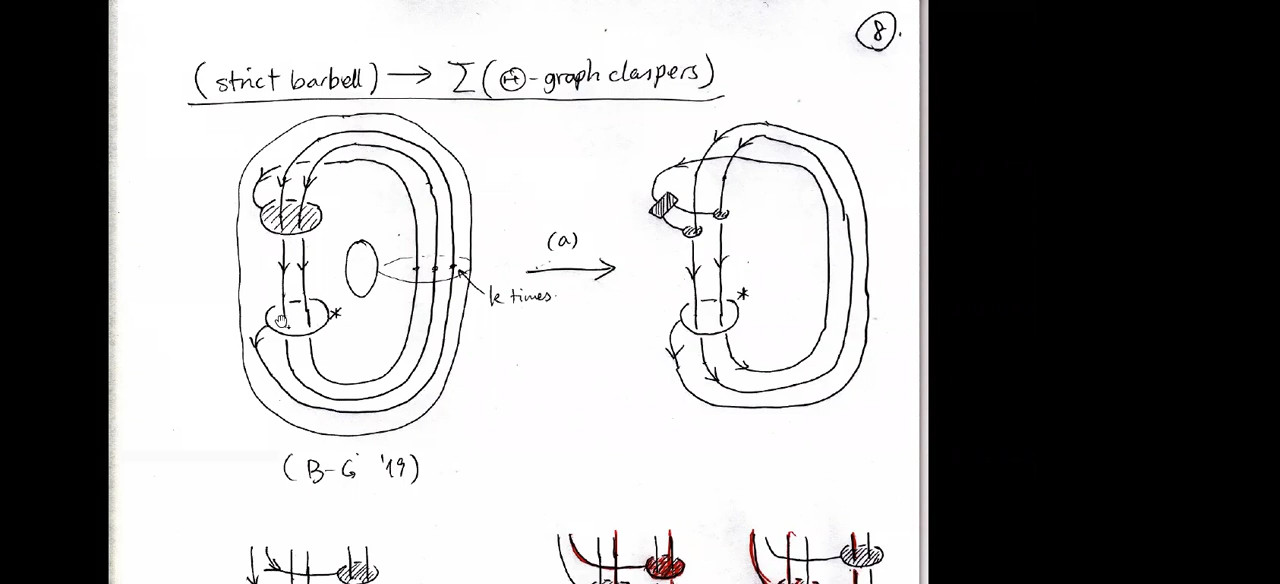 8.
(strict barbell) → Σ(Θ-graph claspers)
(a)
k times.
*
*
(B-G '19)